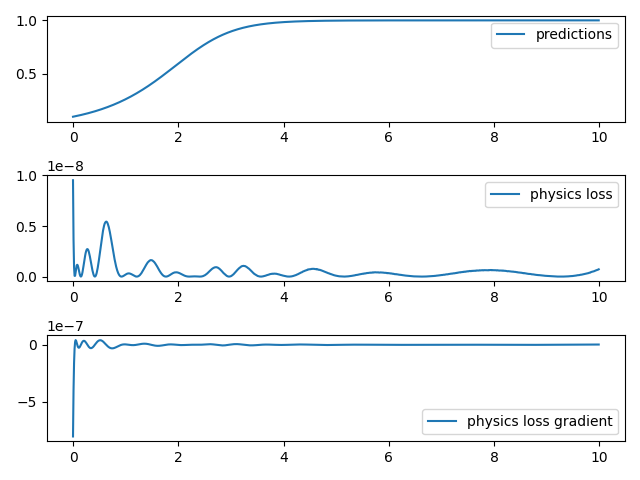 1.0
predictions
0.5
0 2 4 6 8 10
1e−8
1.0
physics loss
0.5
0.0
0 2 4 6 8 10
1e−7
0
−5
physics loss gradient
0 2 4 6 8 10